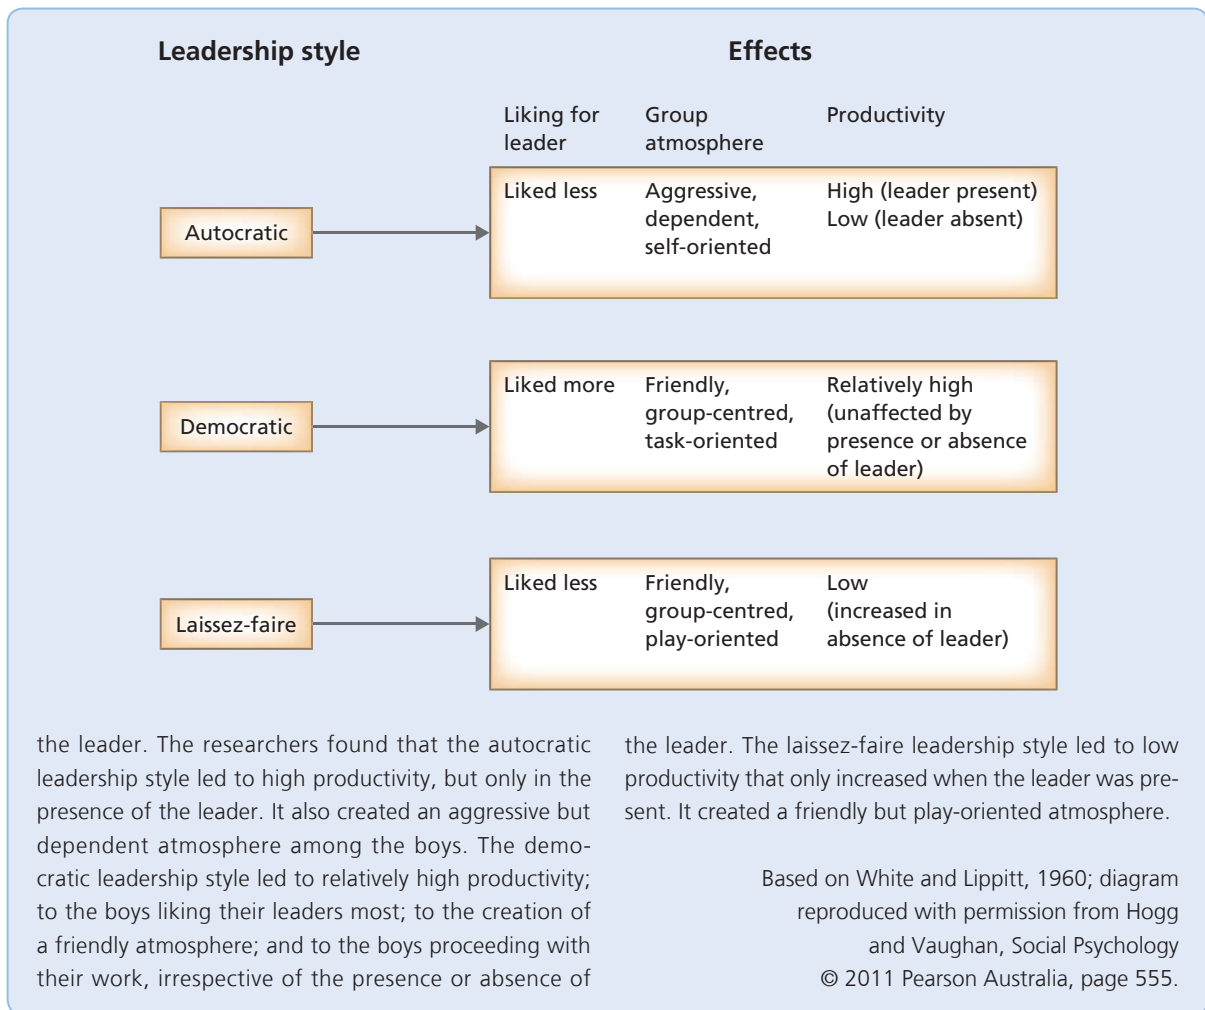 Leadership style
Effects
Liking for
leader
Group
atmosphere
Productivity
Autocratic
Liked less
Aggressive,
dependent,
self-oriented
High (leader present)
Low (leader absent)
Democratic
Liked more
Friendly,
group-centred,
task-oriented
Relatively high
(unaffected by
presence or absence
of leader)
Laissez-faire
Liked less
Friendly,
group-centred,
play-oriented
Low
(increased in
absence of leader)
the leader. The researchers found that the autocratic
leadership style led to high productivity, but only in the
presence of the leader. It also created an aggressive but
dependent atmosphere among the boys. The demo-
cratic leadership style led to relatively high productivity;
to the boys liking their leaders most; to the creation of
a friendly atmosphere; and to the boys proceeding with
their work, irrespective of the presence or absence of
the leader. The laissez-faire leadership style led to low
productivity that only increased when the leader was pre-
sent. It created a friendly but play-oriented atmosphere.
Based on White and Lippitt, 1960; diagram
reproduced with permission from Hogg
and Vaughan, Social Psychology
© 2011 Pearson Australia, page 555.